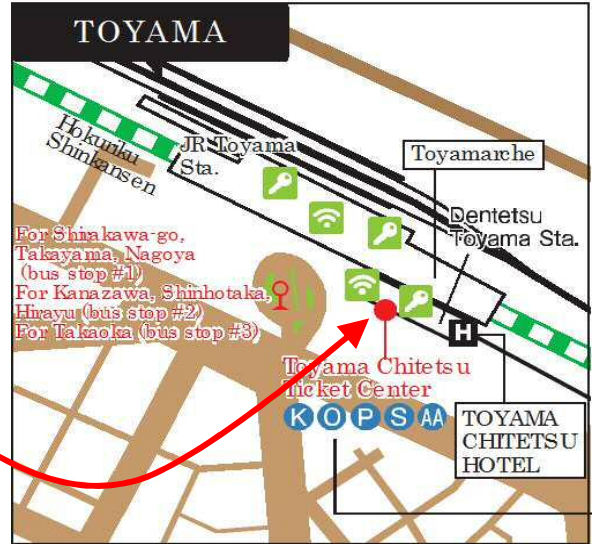 TOYAMA
Hokuriku
Shinkansen
JR Toyama
Sta.
Toyamarche
Dentetsu
Toyama Sta.
For Shirakawa-go,
Takayama, Nagoya
(bus stop #1)
For Kanazawa, Shinhotaka,
Hirayu (bus stop #2)
For Takaoka (bus stop #3)
H
Toyama Chitetsu
Ticket Center
K O P S AA
TOYAMA
CHITETSU
HOTEL